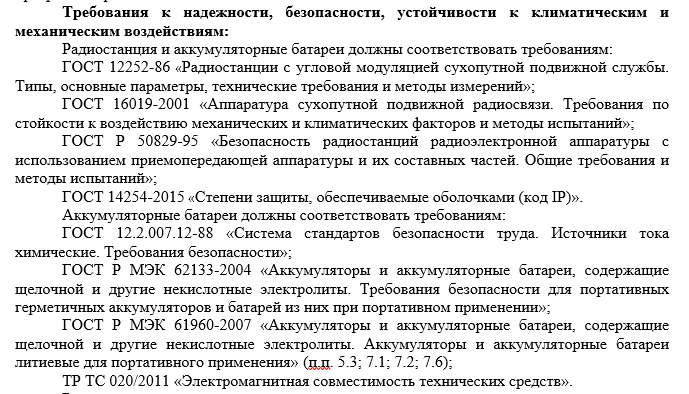 Требования к надежности, безопасности, устойчивости к климатическим и
механическим воздействиям:
Радиостанция и аккумуляторные батареи должны соответствовать требованиям:
ГОСТ 12252-86 «Радиостанции с угловой модуляцией сухопутной подвижной службы.
Типы, основные параметры, технические требования и методы измерений»;
ГОСТ 16019-2001 «Аппаратура сухопутной подвижной радиосвязи. Требования по
стойкости к воздействию механических и климатических факторов и методы испытаний»;
ГОСТ Р 50829-95 «Безопасность радиостанций радиоэлектронной аппаратуры с
использованием приемопередающей аппаратуры и их составных частей. Общие требования и
методы испытаний»;
ГОСТ 14254-2015 «Степени защиты, обеспечиваемые оболочками (код IP)».
Аккумуляторные батареи должны соответствовать требованиям:
ГОСТ 12.2.007.12-88 «Система стандартов безопасности труда. Источники тока
химические. Требования безопасности»;
ГОСТ Р МЭК 62133-2004 «Аккумуляторы и аккумуляторные батареи, содержащие
щелочной и другие некислотные электролиты. Требования безопасности для портативных
герметичных аккумуляторов и батарей из них при портативном применении»;
ГОСТ Р МЭК 61960-2007 «Аккумуляторы и аккумуляторные батареи, содержащие
щелочной и другие некислотные электролиты. Аккумуляторы и аккумуляторные батареи
литиевые для портативного применения» (п.п. 5.3; 7.1; 7.2; 7.6);
ТР ТС 020/2011 «Электромагнитная совместимость технических средств».